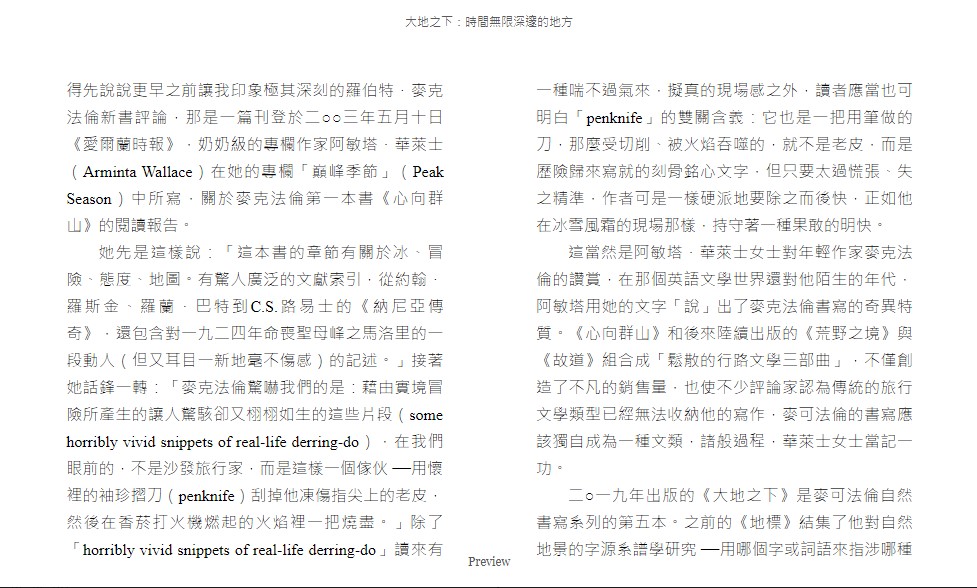 大地之下：時間無限深邃的地方
得先說說更早之前讓我印象極其深刻的羅伯特．麥克
法倫新書評論，那是一篇刊登於二○○三年五月十日
《愛爾蘭時報》，奶奶級的專欄作家阿敏塔．華萊士
（Arminta Wallace）在她的專欄「巔峰季節」（Peak
Season）中所寫，關於麥克法倫第一本書《心向群
山》的閱讀報告。
她先是這樣說：「這本書的章節有關於冰、冒
險、態度、地圖。有驚人廣泛的文獻索引，從約翰．
羅斯金、羅蘭．巴特到C.S.路易士的《納尼亞傳
奇》，還包含對一九二四年命喪聖母峰之馬洛里的一
段動人（但又耳目一新地毫不傷感）的記述。」接著
她話鋒一轉：「麥克法倫驚嚇我們的是：藉由實境冒
險所產生的讓人驚駭卻又栩栩如生的這些片段（some
horribly vivid snippets of real-life derring-do），在我們
眼前的，不是沙發旅行家，而是這樣一個傢伙──用懷
裡的袖珍摺刀（penknife）刮掉他凍傷指尖上的老皮，
然後在香菸打火機燃起的火焰裡一把燒盡。」除了
「horribly vivid snippets of real-life derring-do」讀來有
一種喘不過氣來，擬真的現場感之外，讀者應當也可
明白「penknife」的雙關含義：它也是一把用筆做的
刀，那麼受切削、被火焰吞噬的，就不是老皮，而是
歷險歸來寫就的刻骨銘心文字，但只要太過慌張、失
之精準，作者可是一樣硬派地要除之而後快，正如他
在冰雪風霜的現場那樣，持守著一種果敢的明快。
這當然是阿敏塔．華萊士女士對年輕作家麥克法
倫的讚賞，在那個英語文學世界還對他陌生的年代，
阿敏塔用她的文字「說」出了麥克法倫書寫的奇異特
質。《心向群山》和後來陸續出版的《荒野之境》與
《故道》組合成「鬆散的行路文學三部曲」，不僅創
造了不凡的銷售量，也使不少評論家認為傳統的旅行
文學類型已經無法收納他的寫作，麥可法倫的書寫應
該獨自成為一種文類，諸般過程，華萊士女士當記一
功。
二○一九年出版的《大地之下》是麥可法倫自然
書寫系列的第五本。之前的《地標》結集了他對自然
地景的字源系譜學研究──用哪個字或詞語來指涉哪種
Preview